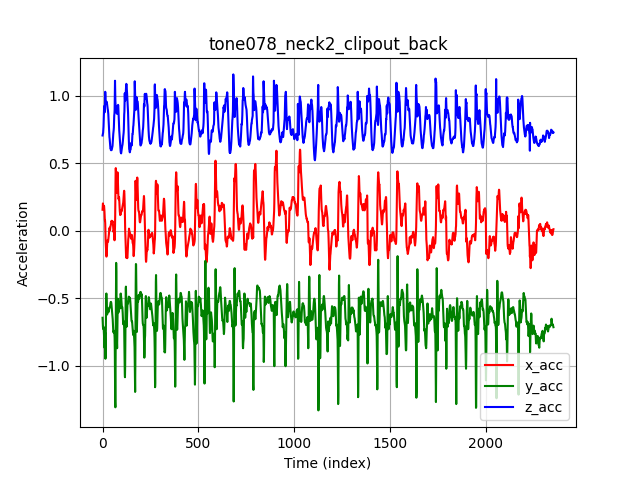 tone078_neck2_clipout_back
1.0
0.5
0.0
−0.5
−1.0
Acceleration
0
500
1000
1500
2000
Time (index)
x_acc
y_acc
z_acc